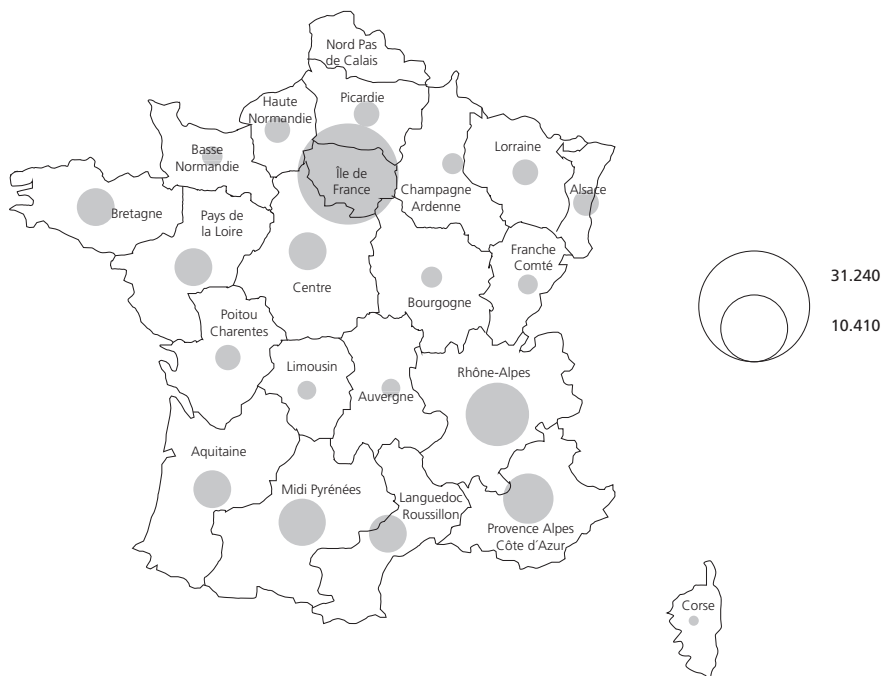 Nord Pas
de Calais
Picardie
Haute
Normandie
Basse
Normandie
Île de
France
Champagne
Ardenne
Lorraine
Alsace
Bretagne
Pays de
la Loire
Centre
Bourgogne
Franche
Comté
Poitou
Charentes
Limousin
Auvergne
Rhône-Alpes
Aquitaine
Midi Pyrénées
Languedoc
Roussillon
Provence Alpes
Côte d´Azur
Corse
31.240
10.410